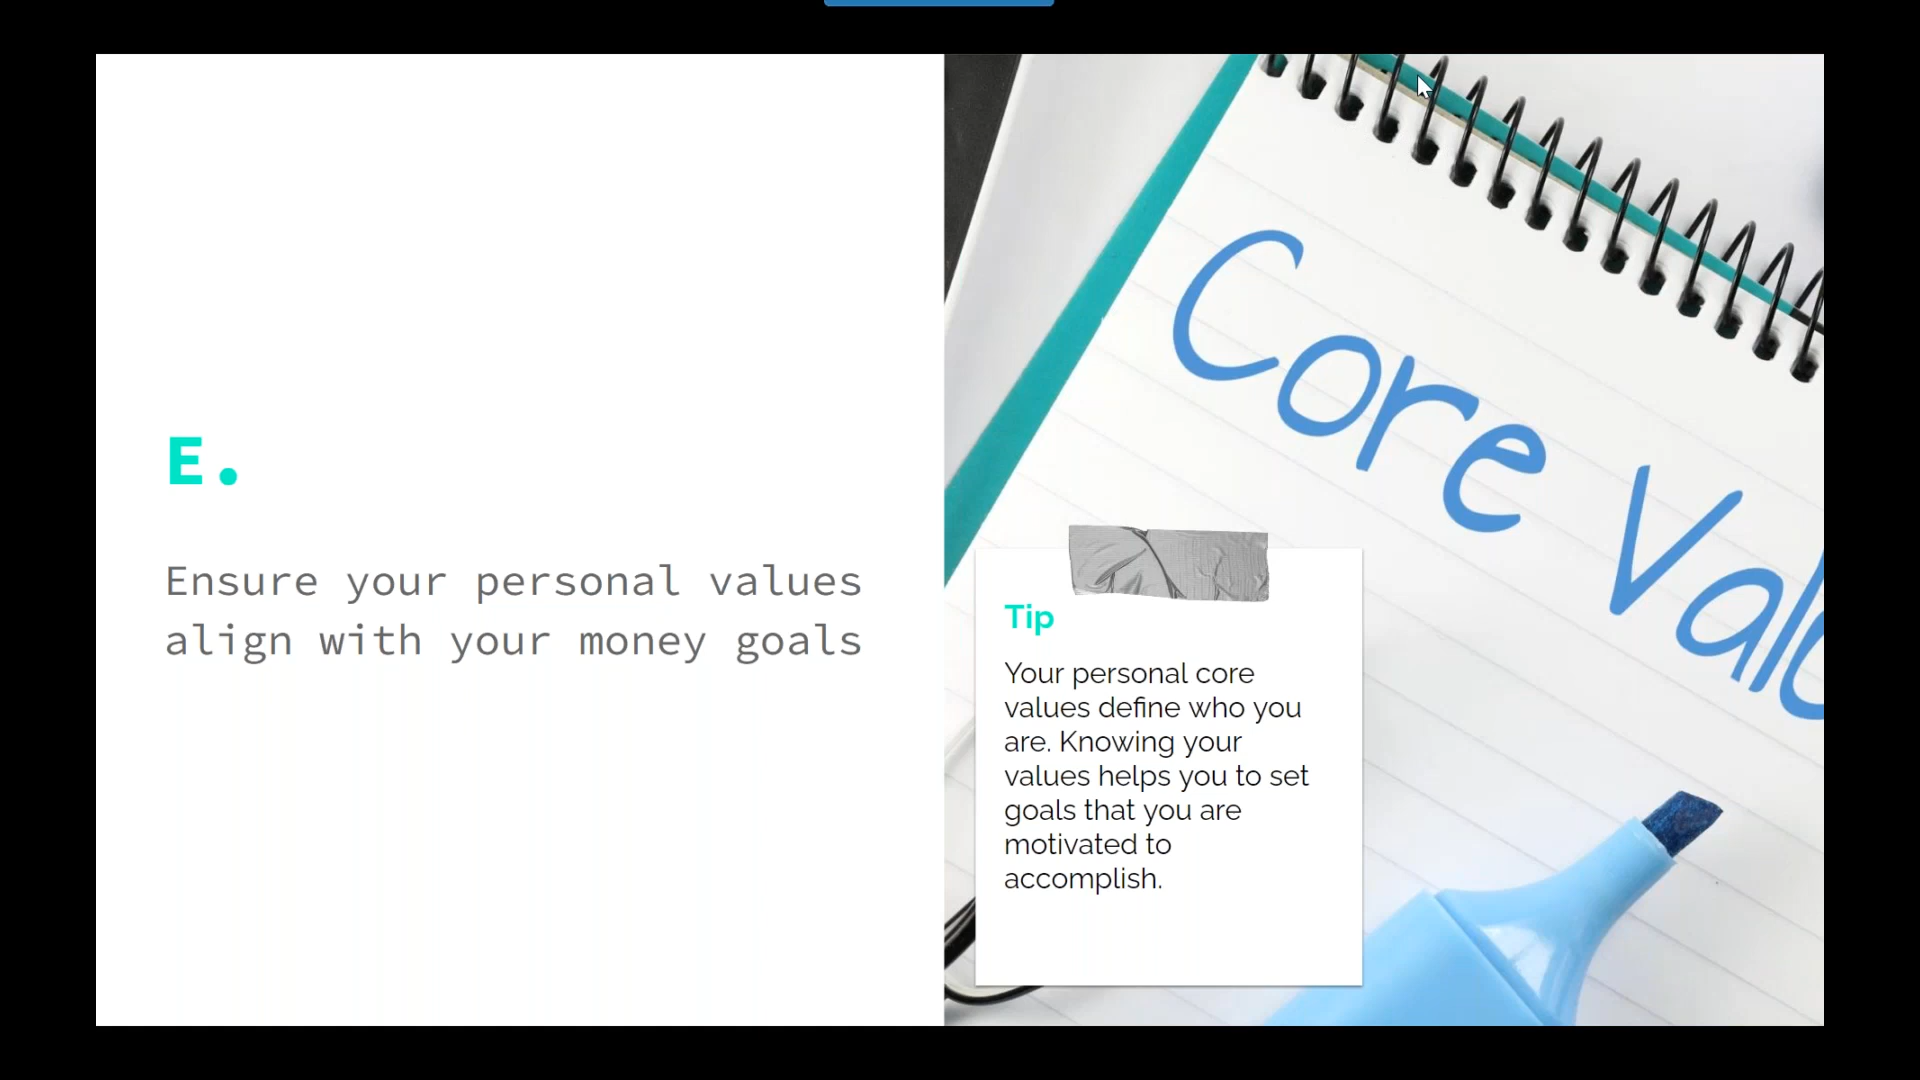 E.
Ensure your personal values
align with your money goals
Core
Tip
Your personal core
values define who you
are. Knowing your
values helps you to set
goals that you are
motivated to
accomplish.